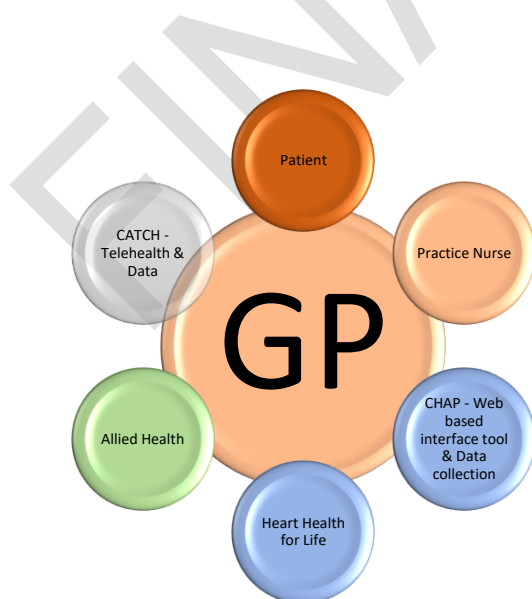 Patient
CATCH -
Telehealth &
Data
Practice Nurse
GP
CHAP - Web
based
interface tool
& Data
collection
Allied Health
Heart Health
for Life